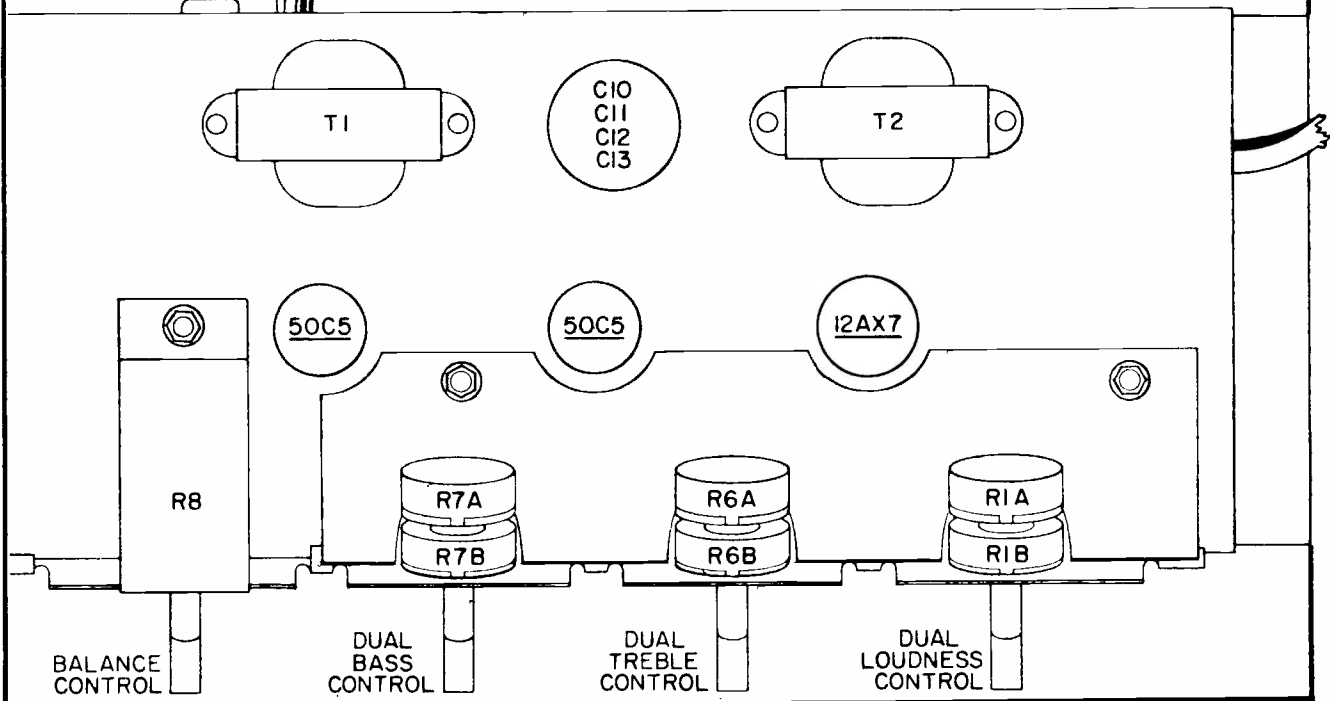 T1
C10
C11
C12
C13
T2
50C5
50C5
12AX7
R8
R7A
R7B
R6A
R6B
R1A
R1B
BALANCE
CONTROL
DUAL
BASS
CONTROL
DUAL
TREBLE
CONTROL
DUAL
LOUDNESS
CONTROL